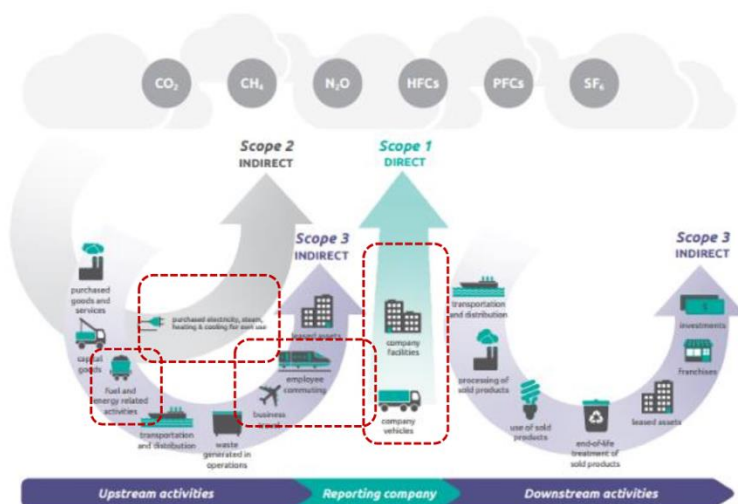 CO₂
CH₄
N₂O
HFCs
PFCs
SF₆
Scope 2
INDIRECT
Scope 1
DIRECT
Scope 3
INDIRECT
Scope 3
INDIRECT
purchased
goods and
services
capital
goods
fuel and
energy related
activities
transportation
and distribution
waste
generated in
operations
business
employee
commuting
leased assets
purchased electricity, steam,
heating & cooling for own use
company
facilities
company
vehicles
transportation
and distribution
processing of
sold products
use of sold
products
end-of-life
treatment of
sold products
leased assets
franchises
investments
Upstream activities
Reporting company
Downstream activities